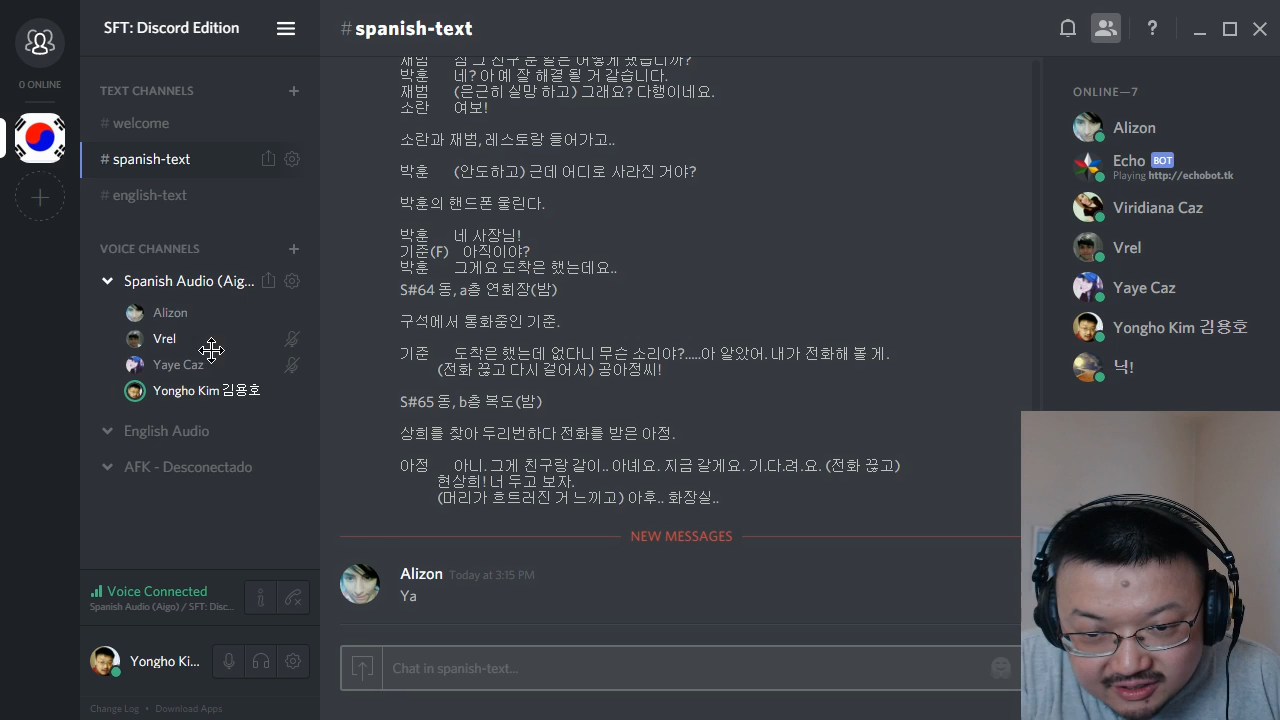 SFT: Discord Edition
#spanish-text
?
0 ONLINE
TEXT CHANNELS
# welcome
# spanish-text
# english-text
VOICE CHANNELS
Spanish Audio (Aig...
Alizon
Vrel
Yaye Caz
Yongho Kim 김용호
English Audio
AFK - Desconectado
Voice Connected
Spanish Audio (Aigo) / SFT: Disc...
Yongho Ki...
Change Log • Download Apps
박훈 네? 아 예 잘 해결 될 거 같습니다.
재범 (은근히 실망 하고) 그래요? 다행이네요.
소란 여보!
소란과 재범, 레스토랑 들어가고..
박훈 (안도하고) 근데 어디로 사라진 거야?
박훈의 핸드폰 울린다.
박훈 네 사장님!
기준(F) 아직이야?
박훈 그게요 도착은 했는데요..
S#64 동, a층 연회장(밤)
구석에서 통화중인 기준.
기준 도착은 했는데 없다니 무슨 소리야?.....아 알았어. 내가 전화해 볼 게.
(전화 끊고 다시 걸어서) 공아정씨!
S#65 동, b층 복도(밤)
상희를 찾아 두리번하다 전화를 받은 아정.
아정 아니. 그게 친구랑 같이.. 아네요. 지금 갈게요. 기.다.려.요. (전화 끊고)
현상희! 너 두고 보자.
(머리가 흐트러진 거 느끼고) 아후.. 화장실..
NEW MESSAGES
Alizon Today at 3:15 PM
Ya
Chat in spanish-text...
ONLINE—7
Alizon
Echo BOT
Playing http://echobot.tk
Viridiana Caz
Vrel
Yaye Caz
Yongho Kim 김용호
닉!